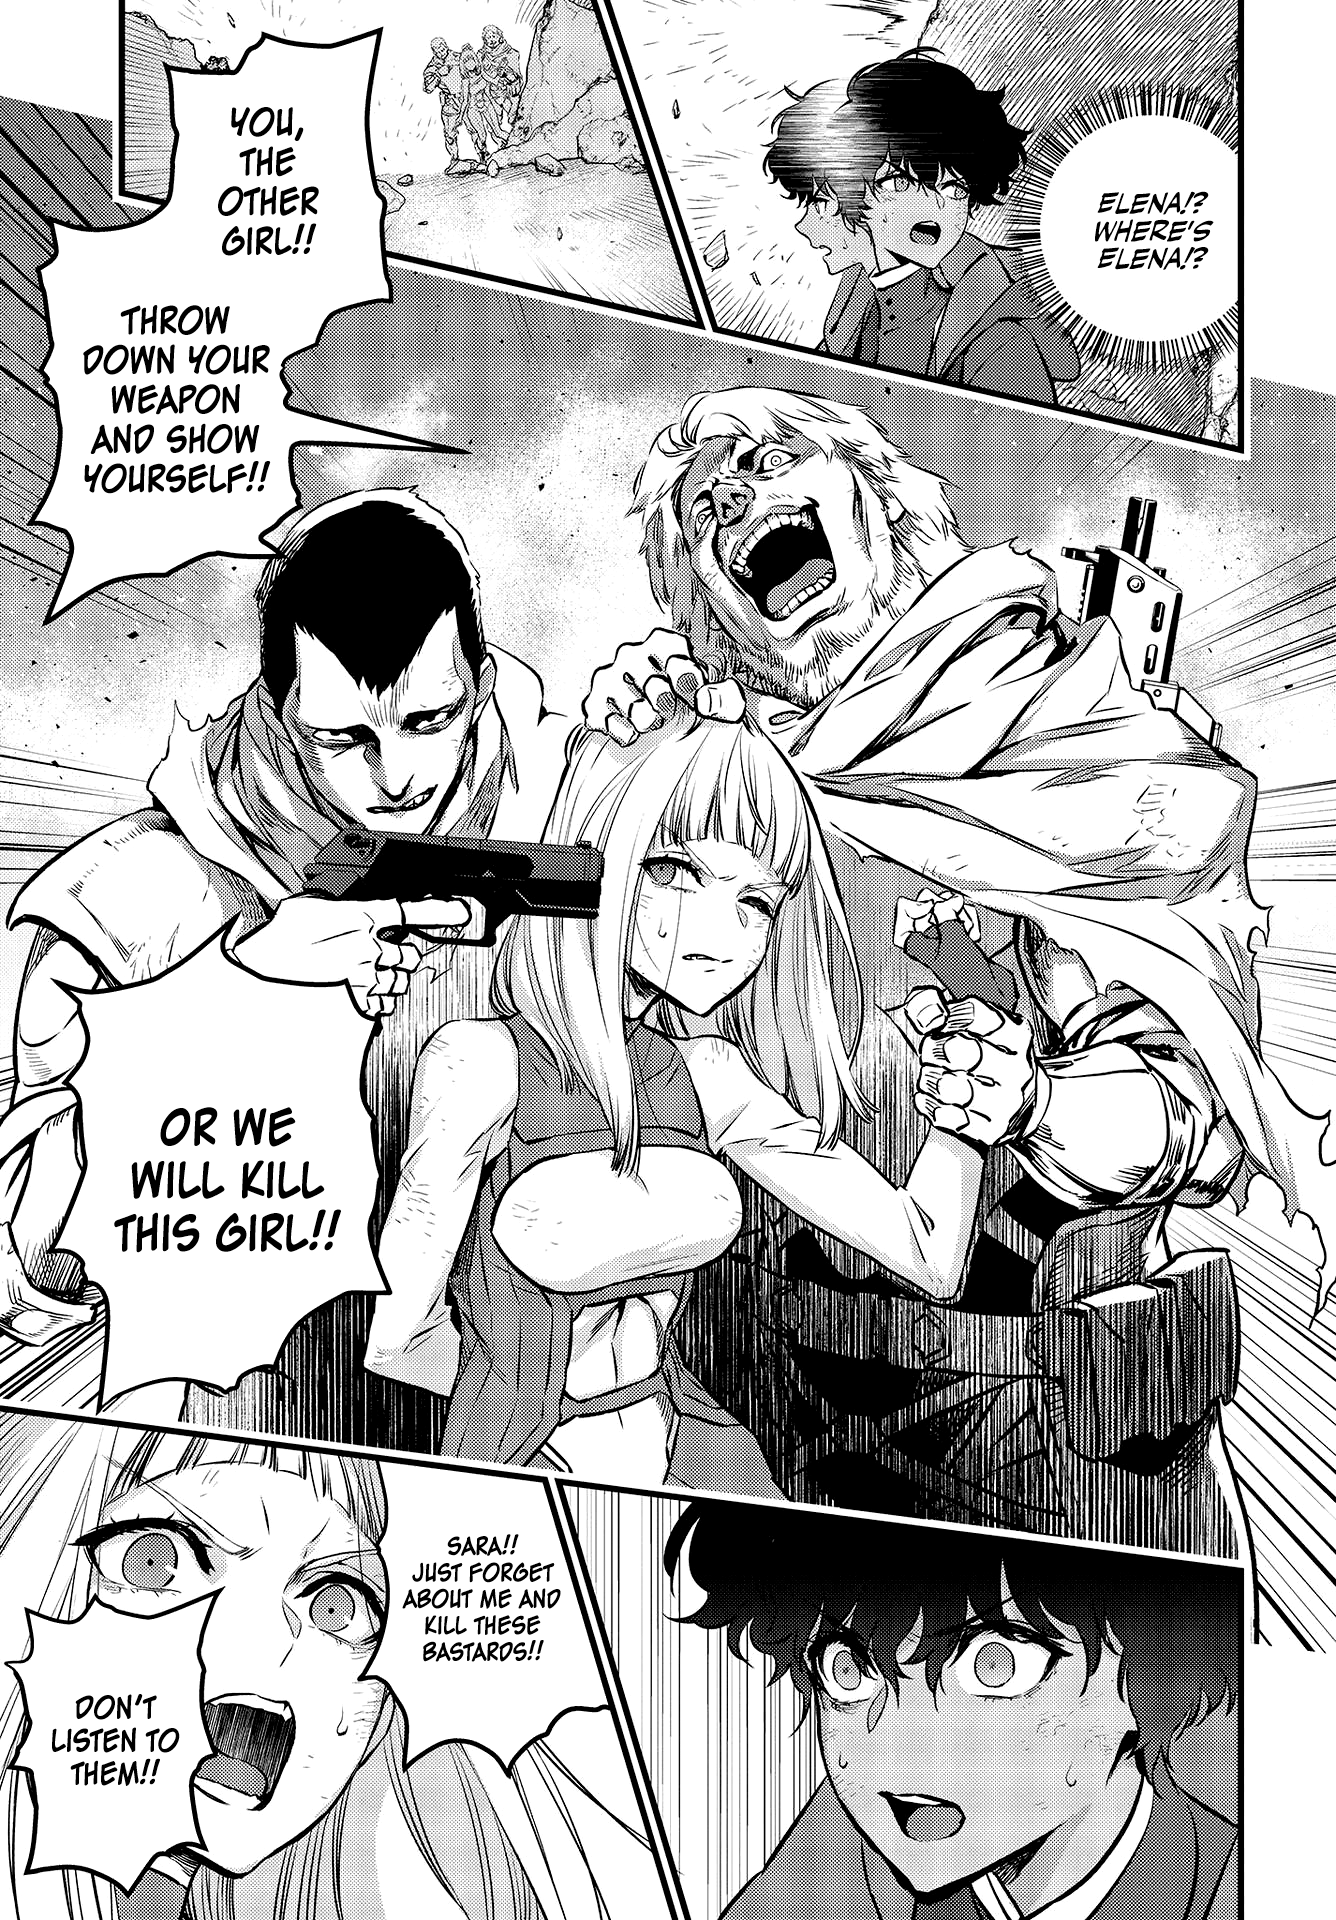 ELENA!?
WHERE'S
ELENA!?
YOU,
THE
OTHER
GIRL!!
THROW
DOWN YOUR
WEAPON
AND SHOW
YOURSELF!!
OR WE
WILL KILL
THIS GIRL!!
SARA!!
JUST FORGET
ABOUT ME AND
KILL THESE
BASTARDS!!
DON'T
LISTEN TO
THEM!!